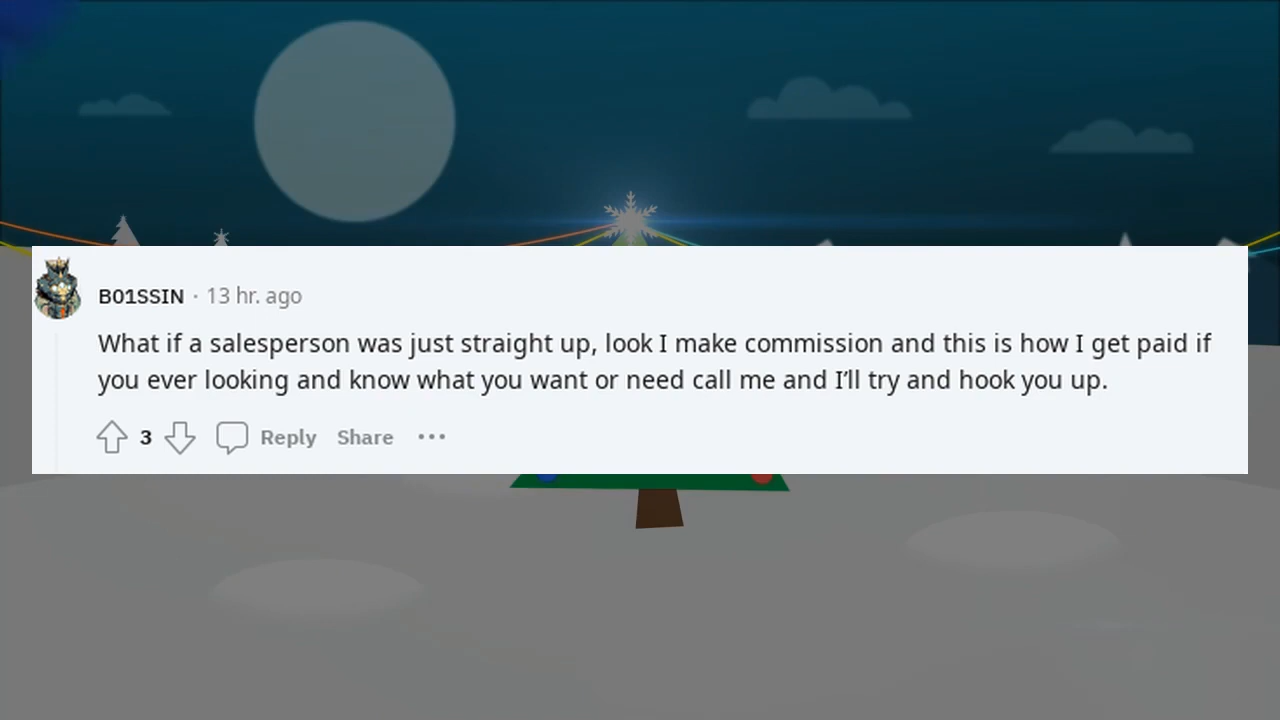 B01SSIN · 13 hr. ago
What if a salesperson was just straight up, look I make commission and this is how I get paid if
you ever looking and know what you want or need call me and I'll try and hook you up.
3 Reply Share •••